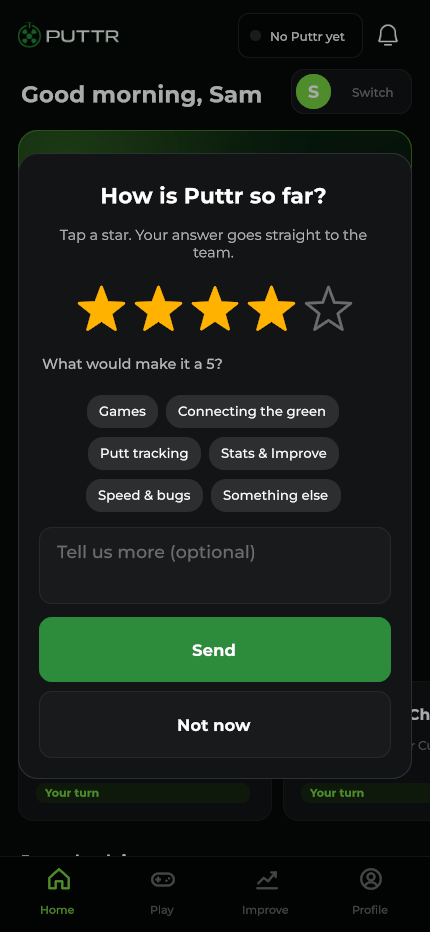 PUTTR
No Puttr yet
Good morning, Sam
S
Switch
How is Puttr so far?
Tap a star. Your answer goes straight to the
team.
What would make it a 5?
Games
Connecting the green
Putt tracking
Stats & Improve
Speed & bugs
Something else
Tell us more (optional)
Send
Not now
Your turn
Your turn
Home
Play
Improve
Profile